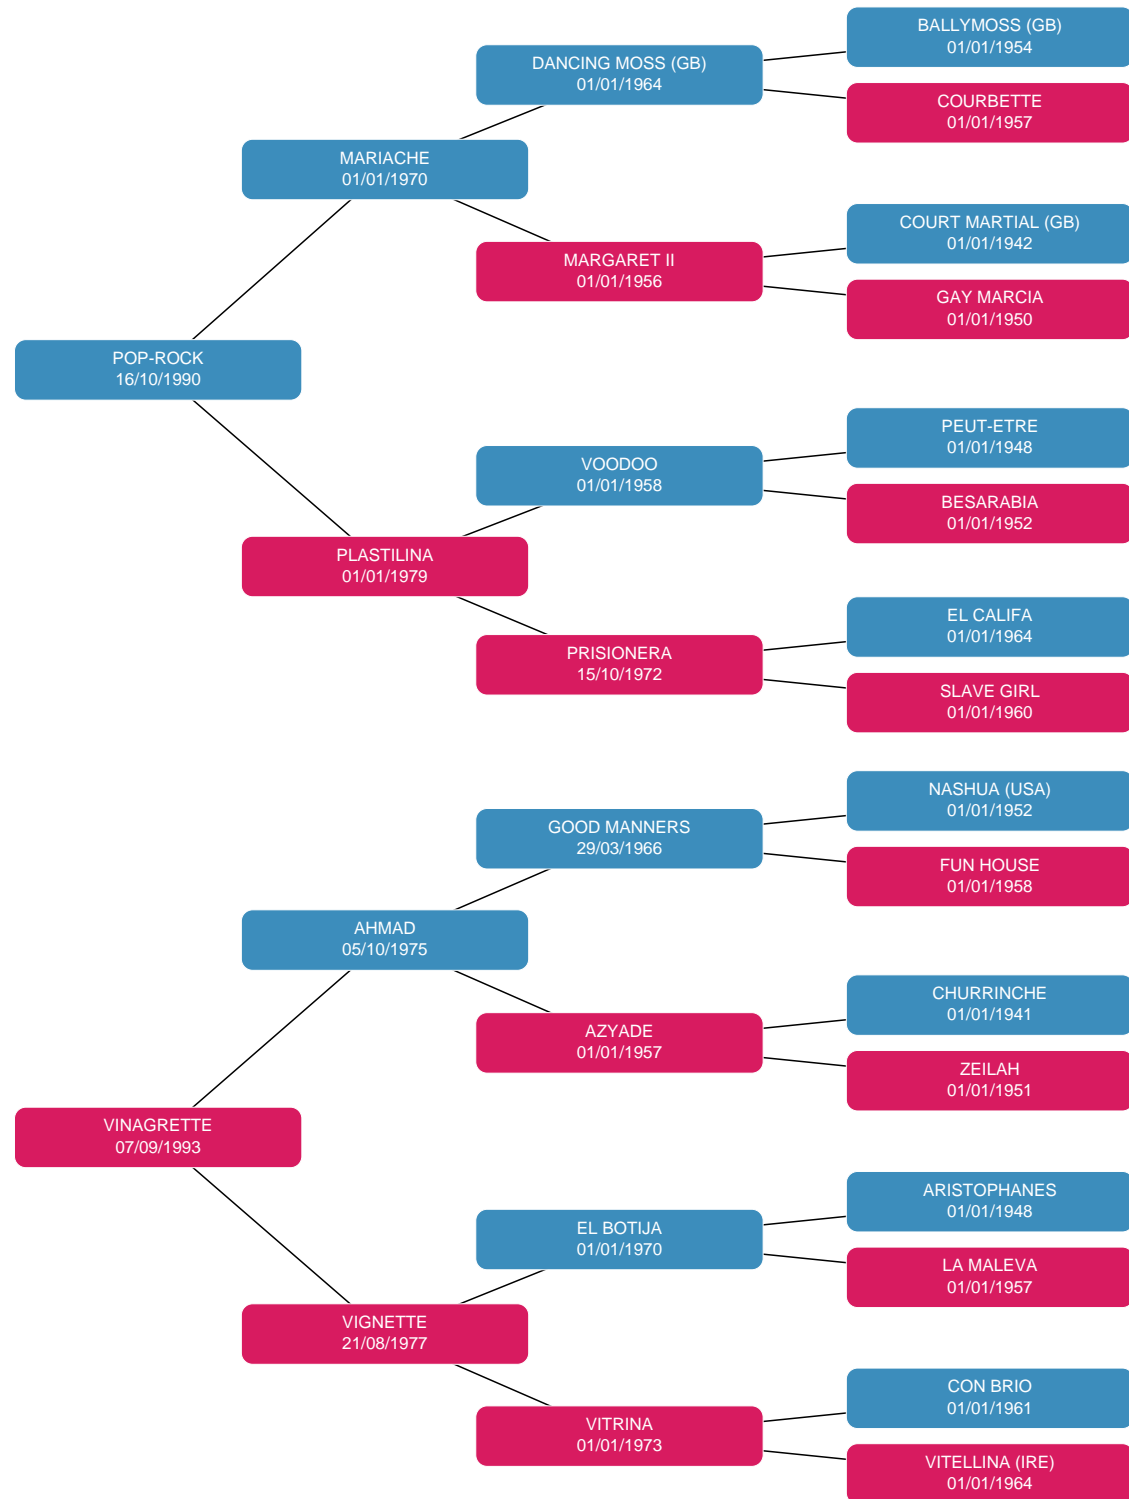 BALLYMOSS (GB)
01/01/1954
DANCING MOSS (GB)
01/01/1964
COURBETTE
01/01/1957
MARIACHE
01/01/1970
COURT MARTIAL (GB)
01/01/1942
MARGARET II
01/01/1956
GAY MARCIA
01/01/1950
POP-ROCK
16/10/1990
PEUT-ETRE
01/01/1948
VOODOO
01/01/1958
BESARABIA
01/01/1952
PLASTILINA
01/01/1979
EL CALIFA
01/01/1964
PRISIONERA
15/10/1972
SLAVE GIRL
01/01/1960
NASHUA (USA)
01/01/1952
GOOD MANNERS
29/03/1966
FUN HOUSE
01/01/1958
AHMAD
05/10/1975
CHURRINCHE
01/01/1941
AZYADE
01/01/1957
ZEILAH
01/01/1951
VINAGRETTE
07/09/1993
ARISTOPHANES
01/01/1948
EL BOTIJA
01/01/1970
LA MALEVA
01/01/1957
VIGNETTE
21/08/1977
CON BRIO
01/01/1961
VITRINA
01/01/1973
VITELLINA (IRE)
01/01/1964